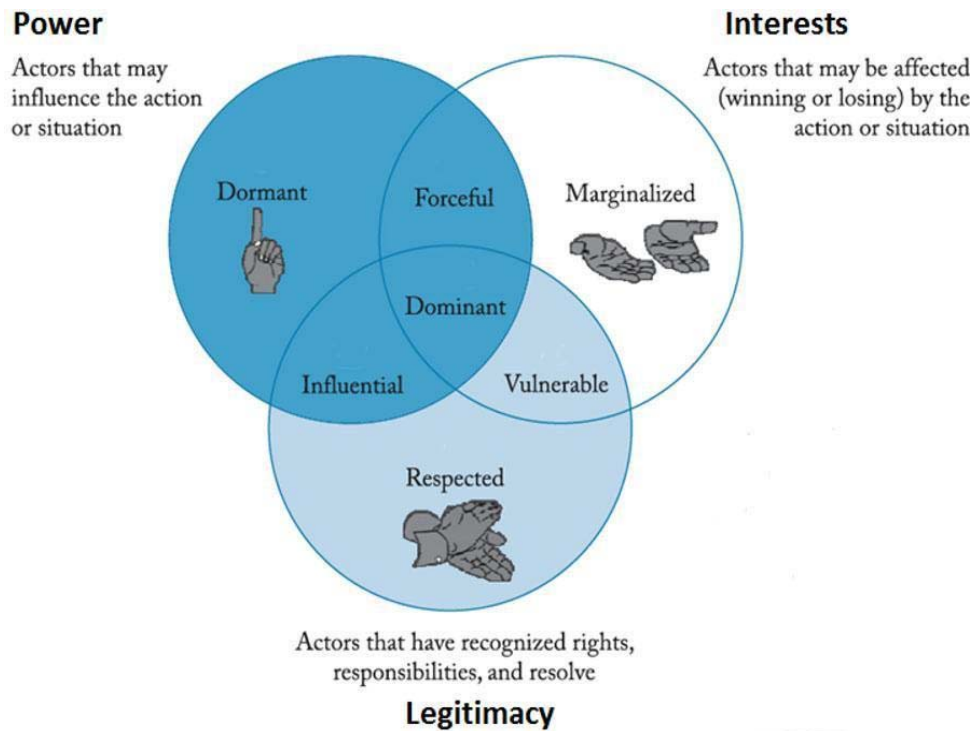 Power
Actors that may
influence the action
or situation
Interests
Actors that may be affected
(winning or losing) by the
action or situation
Dormant
Forceful
Marginalized
Dominant
Influential
Vulnerable
Respected
Actors that have recognized rights,
responsibilities, and resolve
Legitimacy